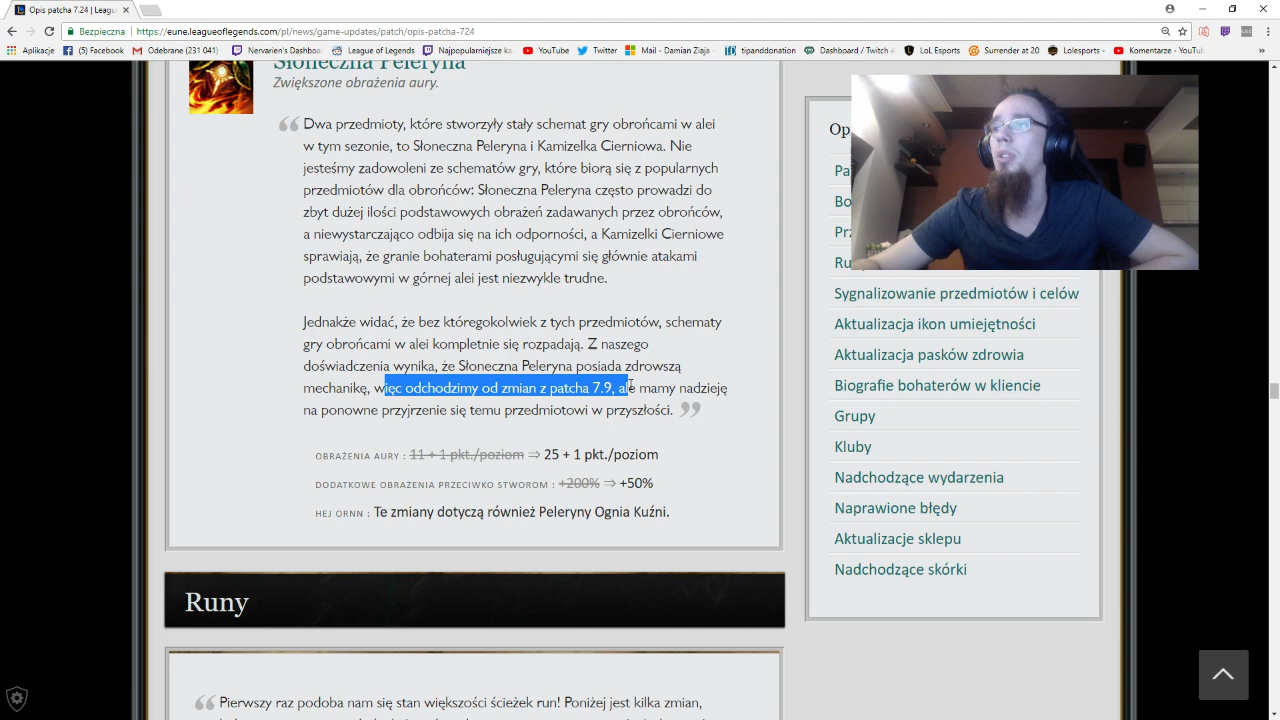 Opis patcha 7.24 | Leag
Bezpieczna
https://eune.leagueoflegends.com/pl/news/game-updates/patch/opis-patcha-724
Aplikacje
(5) Facebook
Odebrane (231 041)
Nervarien's Dashboard
League of Legends
Najpopularniejsze ka
YouTube
Twitter
Mail - Damian Ziaja
tipanddonation
Dashboard / Twitch
LoL Esports
Surrender at 20
Lolesports -
Komentarze - YouTu
Słoneczna Peleryna
Zwiększone obrażenia aury.
Dwa przedmioty, które stworzyły stały schemat gry obrońcami w alei
w tym sezonie, to Słoneczna Peleryna i Kamizelka Cierniowa. Nie
jesteśmy zadowoleni ze schematów gry, które biorą się z popularnych
przedmiotów dla obrońców: Słoneczna Peleryna często prowadzi do
zbyt dużej ilości podstawowych obrażeń zadawanych przez obrońców,
a niewystarczająco odbija się na ich odporności, a Kamizelki Cierniowe
sprawiają, że granie bohaterami posługującymi się głównie atakami
podstawowymi w górnej alei jest niezwykle trudne.
Jednakże widać, że bez któregokolwiek z tych przedmiotów, schematy
gry obrońcami w alei kompletnie się rozpadają. Z naszego
doświadczenia wynika, że Słoneczna Peleryna posiada zdrowszą
mechanikę, więc odchodzimy od zmian z patcha 7.9, ale mamy nadzieję
na ponowne przyjrzenie się temu przedmiotowi w przyszłości.
OBRAŻENIA AURY : 11 + 1 pkt./poziom ⇒ 25 + 1 pkt./poziom
DODATKOWE OBRAŻENIA PRZECIWKO STWOROM : +200% ⇒ +50%
HEJ ORNN : Te zmiany dotyczą również Peleryny Ognia Kuźni.
Runy
Pierwszy raz podoba nam się stan większości ścieżek run! Poniżej jest kilka zmian,
Op
Pa
Bo
Prz
Ru
Sygnalizowanie przedmiotów i celów
Aktualizacja ikon umiejętności
Aktualizacja pasków zdrowia
Biografie bohaterów w kliencie
Grupy
Kluby
Nadchodzące wydarzenia
Naprawione błędy
Aktualizacje sklepu
Nadchodzące skórki